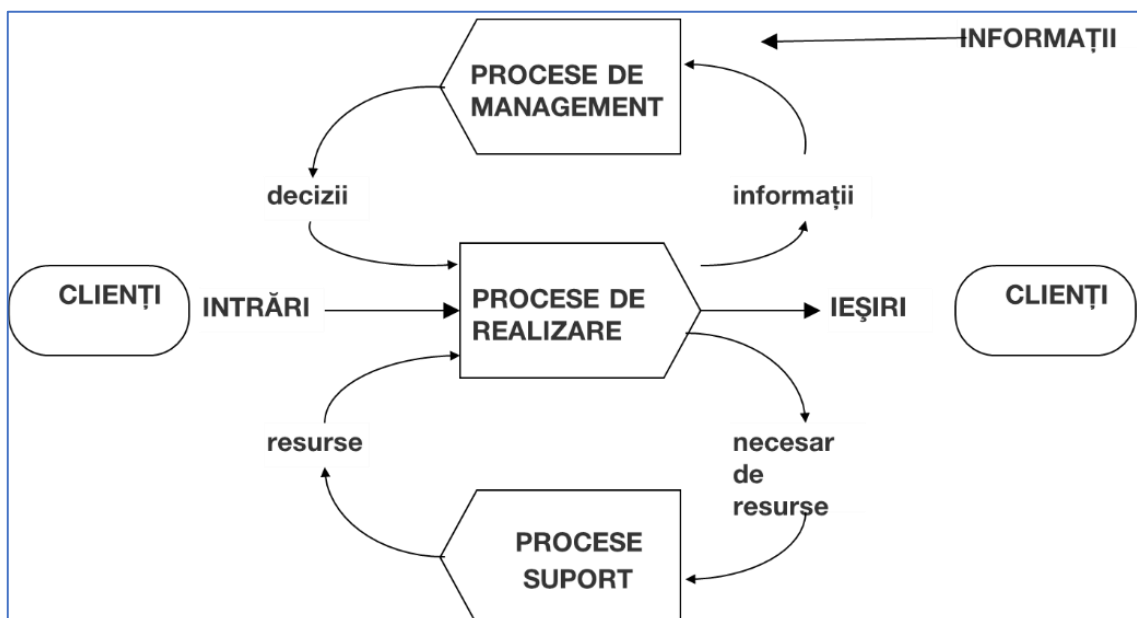 INFORMAȚII
PROCESE DE
MANAGEMENT
decizii
informații
CLIENȚI
INTRĂRI
PROCESE DE
REALIZARE
IEŞIRI
CLIENȚI
resurse
necesar
de
resurse
PROCESE
SUPORT